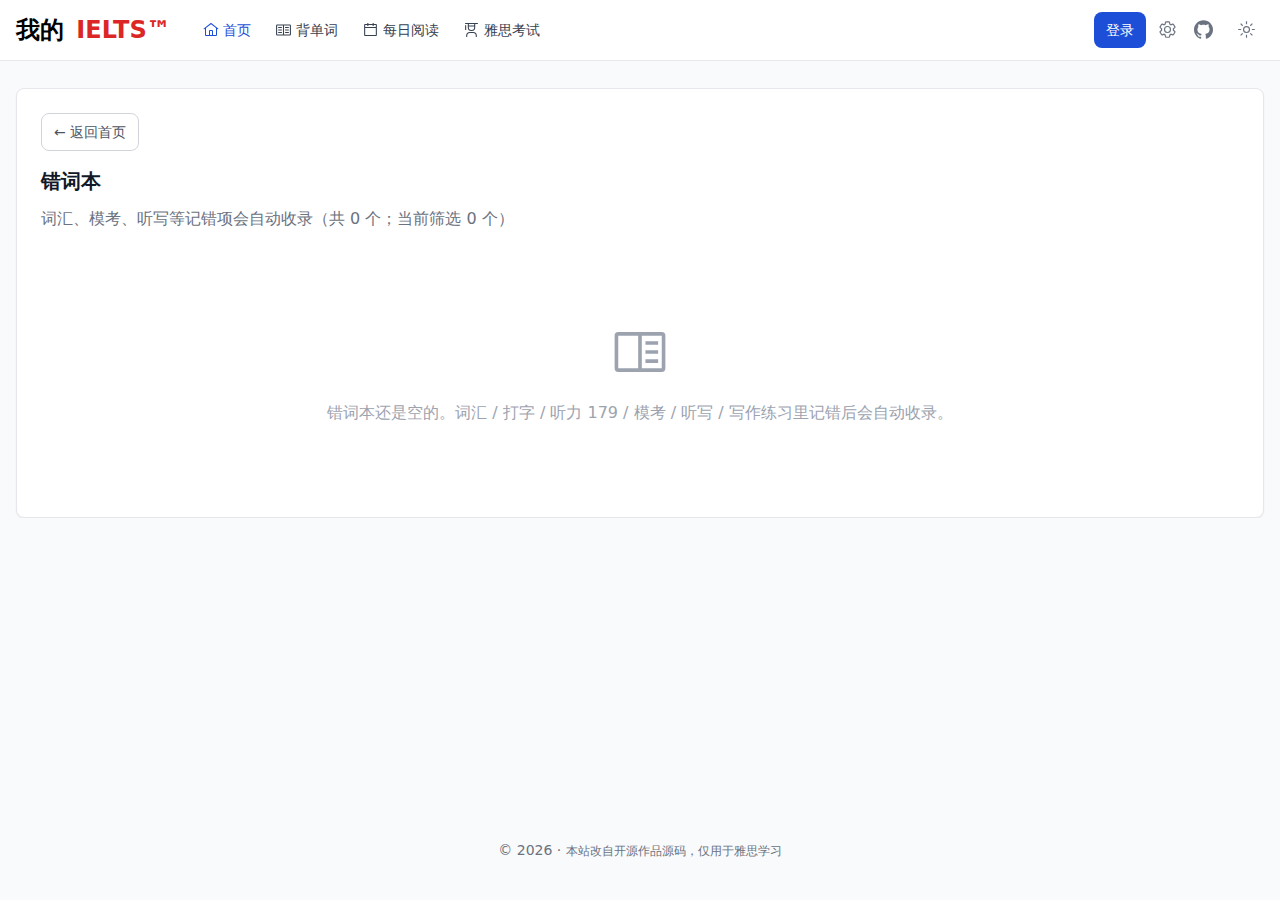 我的 IELTS™ 首页 背单词 每日阅读 雅思考试 登录
← 返回首页
错词本
词汇、模考、听写等记错项会自动收录（共 0 个；当前筛选 0 个）
错词本还是空的。词汇 / 打字 / 听力 179 / 模考 / 听写 / 写作练习里记错后会自动收录。
© 2026 · 本站改自开源作品源码，仅用于雅思学习